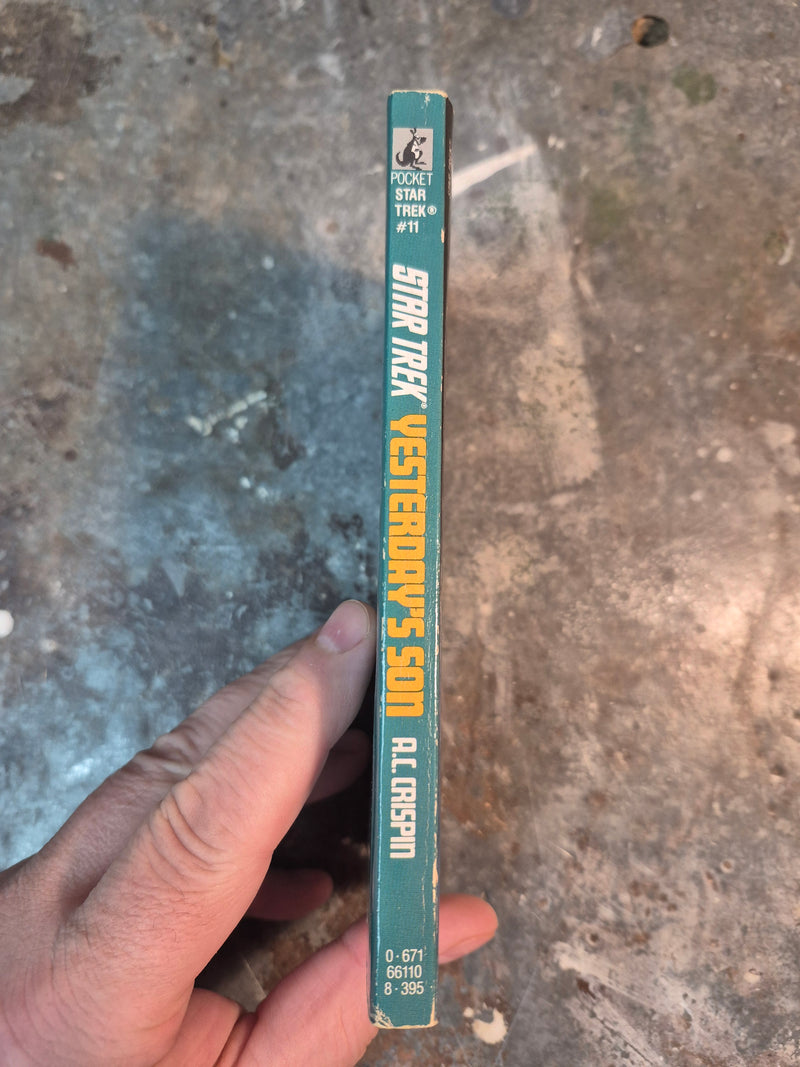 POCKET
STAR
TREK®
#11
STAR TREK® YESTERDAY'S SON A.C. CRISPIN
0-671
66110
8-395